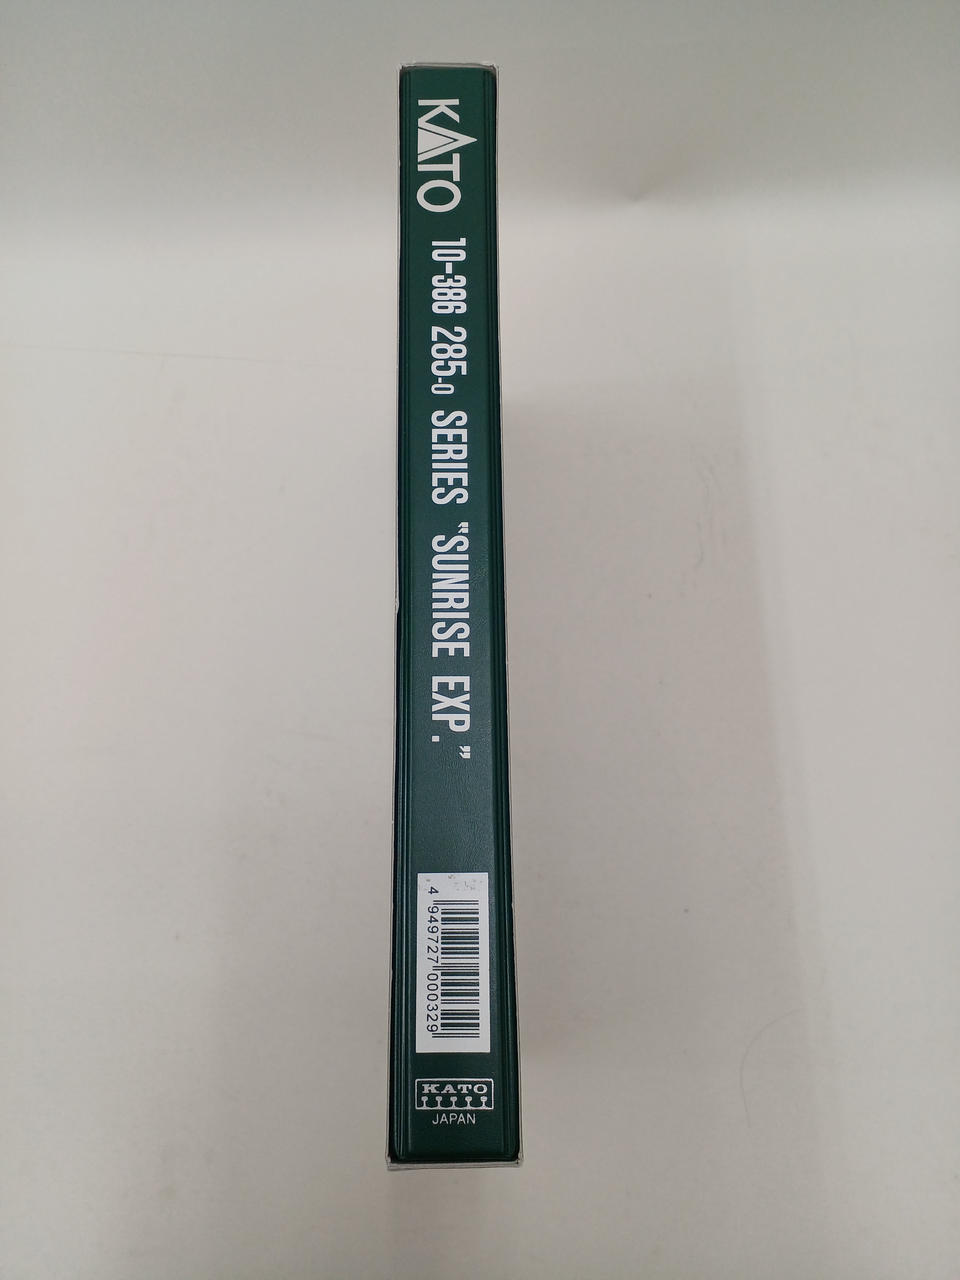 KATO 10-386 285-0 SERIES "SUNRISE EXP."
4 949727 000329
KATO
JAPAN